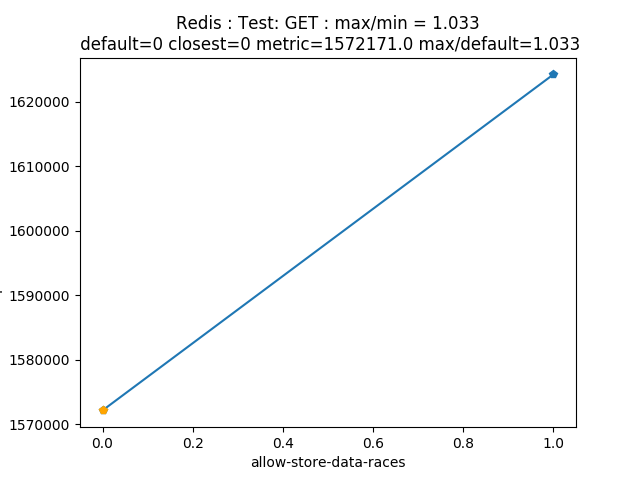 Redis : Test: GET : max/min = 1.033
default=0 closest=0 metric=1572171.0 max/default=1.033
1620000
1610000
1600000
1590000
1580000
1570000
0.0 0.2 0.4 0.6 0.8 1.0
allow-store-data-races